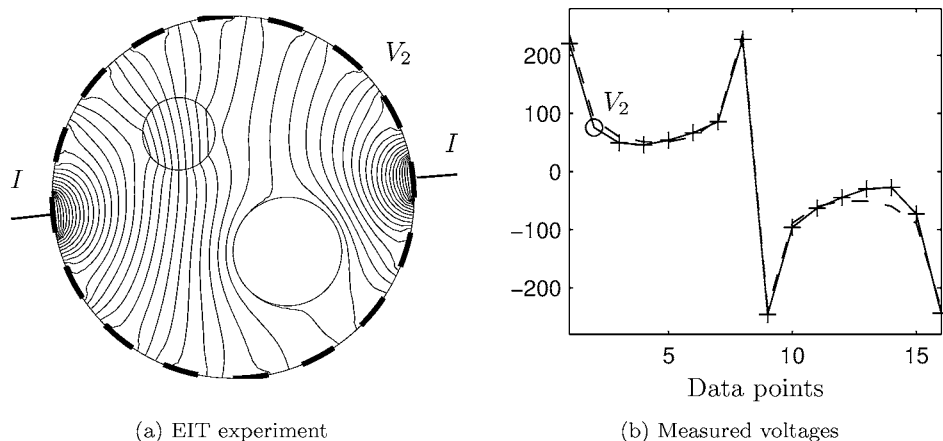 V₂
I
I
(a) EIT experiment
200
100
0
−100
−200
V₂
5
10
15
Data points
(b) Measured voltages